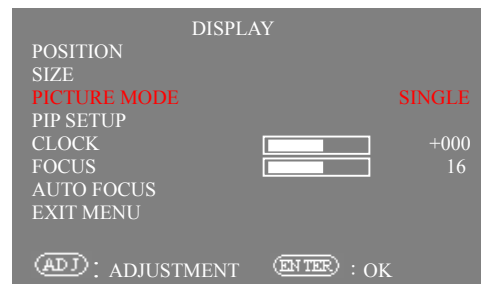 DISPLAY
POSITION
SIZE
PICTURE MODE SINGLE
PIP SETUP
CLOCK +000
FOCUS 16
AUTO FOCUS
EXIT MENU
ADJ : ADJUSTMENT ENTER : OK